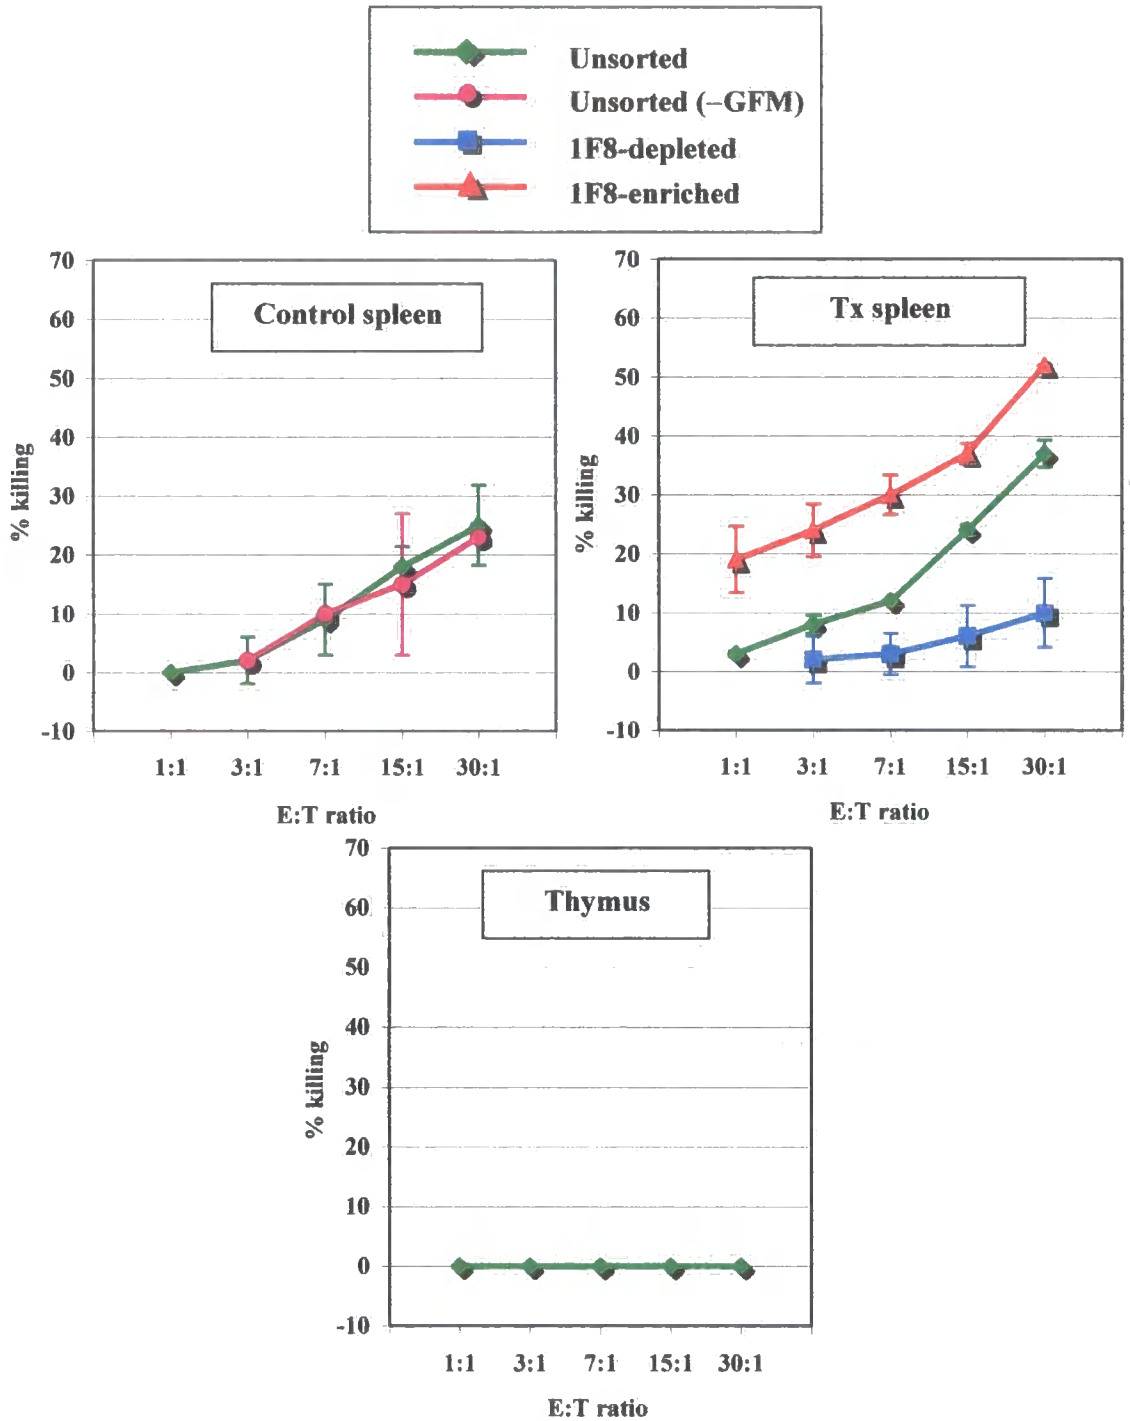 Unsorted
Unsorted (–GFM)
1F8-depleted
1F8-enriched
Control spleen
70
60
50
40
30
20
10
0
-10
% killing
1:1 3:1 7:1 15:1 30:1
E:T ratio
Tx spleen
70
60
50
40
30
20
10
0
-10
% killing
1:1 3:1 7:1 15:1 30:1
E:T ratio
Thymus
70
60
50
40
30
20
10
0
-10
% killing
1:1 3:1 7:1 15:1 30:1
E:T ratio